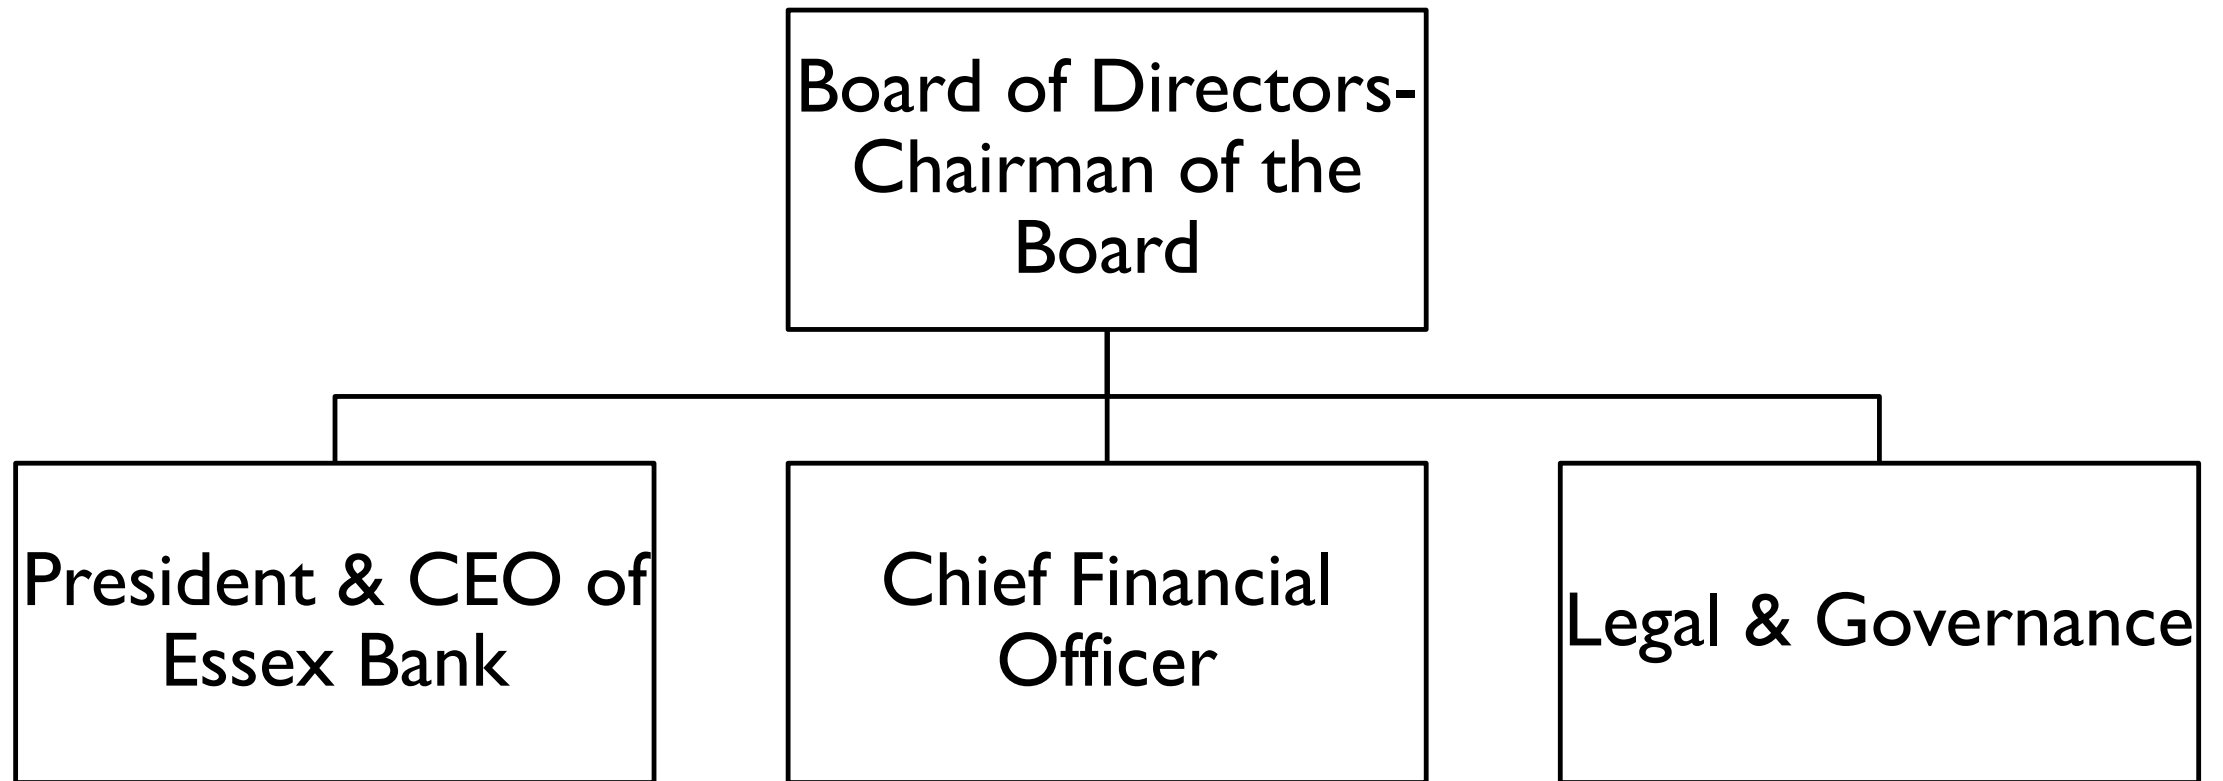 Board of Directors-
Chairman of the
Board
President & CEO of
Essex Bank
Chief Financial
Officer
Legal & Governance